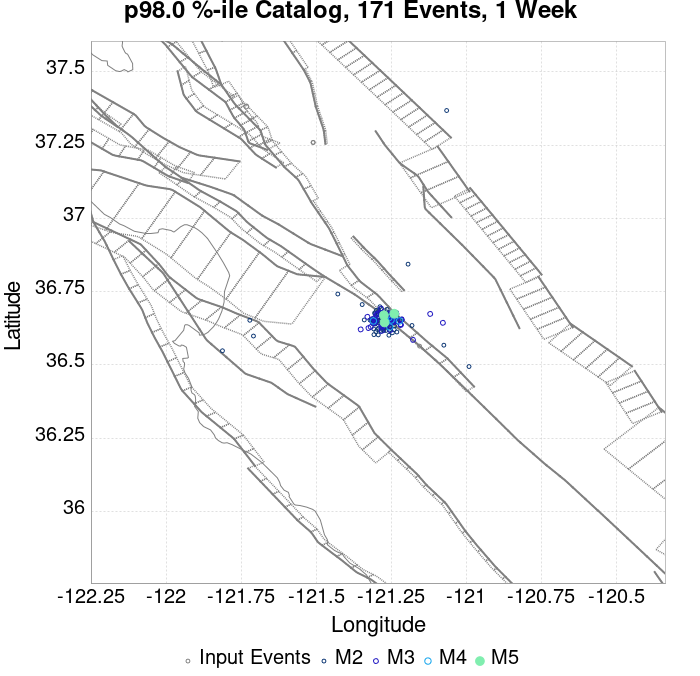 p98.0 %-ile Catalog, 171 Events, 1 Week
37.5
37.25
37
36.75
36.5
36.25
36
Latitude
-122.25 -122 -121.75 -121.5 -121.25 -121 -120.75 -120.5
Longitude
Input Events M2 M3 M4 M5